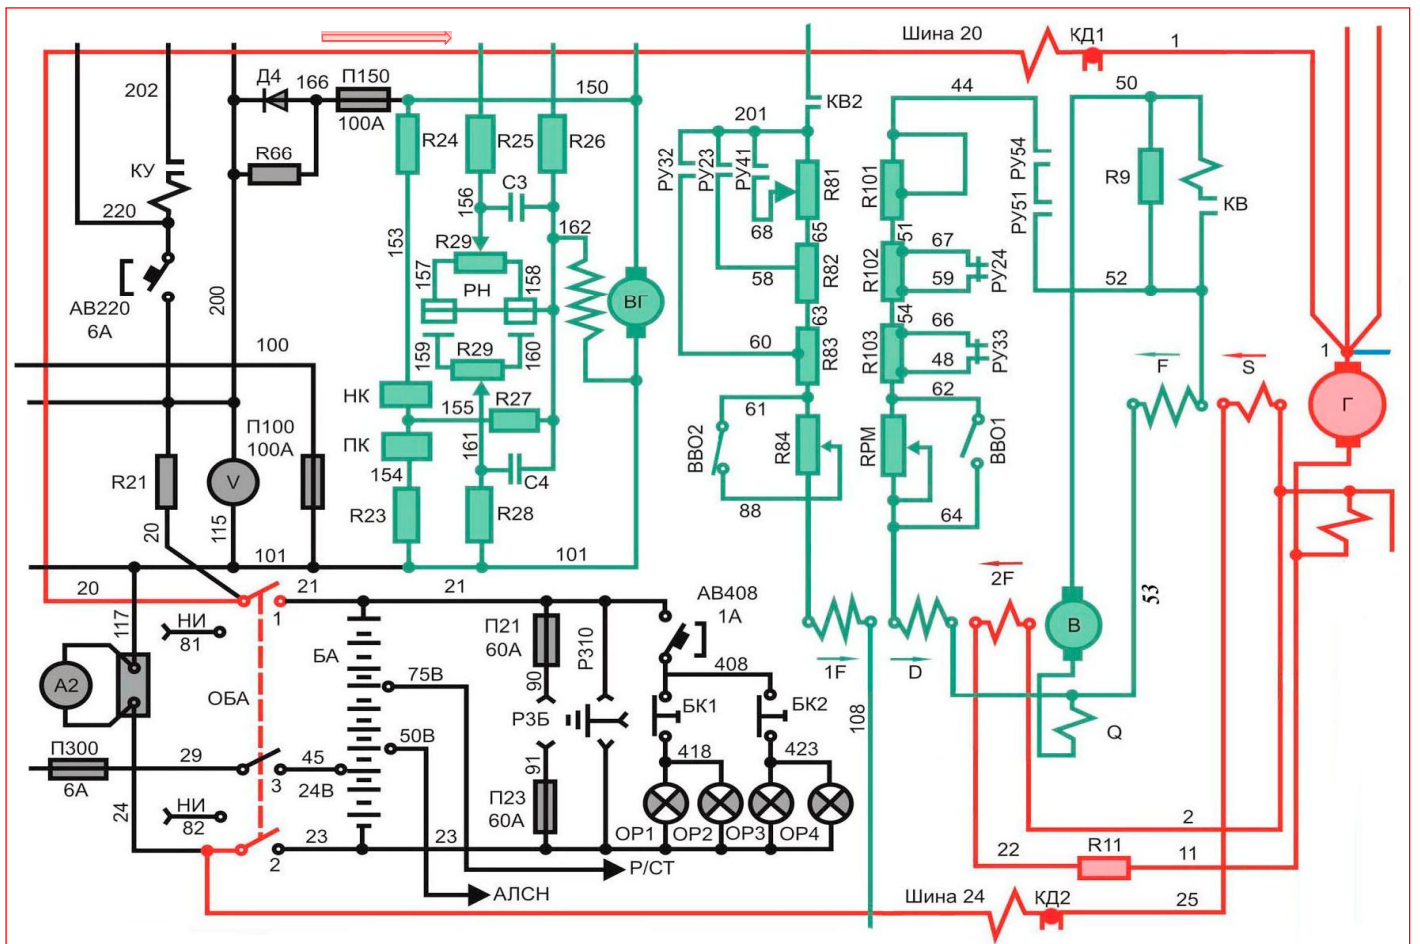 Шина 20
КД1
1
202
Д4
166
П150
100А
150
КВ2
44
50
201
R24
R25
R26
R66
КУ
220
C3
156
РУ32
РУ23
РУ41
R81
R101
РУ54
РУ51
R9
КВ
68
65
51
67
162
153
R29
157
158
РН
ВГ
58
R82
R102
59
РУ24
52
АВ220
6А
200
63
54
66
100
159
R29
160
60
R83
R103
48
РУ33
1
F
S
Г
НК
155
R27
61
62
П100
100А
ПК
161
154
ВВО2
R84
RPM
ВВО1
R21
V
C4
R23
R28
88
64
20
115
101
101
2F
53
20
21
21
АВ408
1А
1
117
НИ
81
БА
П21
60А
Р310
В
408
1F
D
А2
ОБА
75В
90
БК1
БК2
РЗБ
108
Q
50В
418
423
П300
6А
29
45
3
24В
91
24
НИ
82
П23
60А
ОР1
ОР2
ОР3
ОР4
2
23
23
2
22
R11
11
Р/СТ
АЛСН
Шина 24
КД2
25